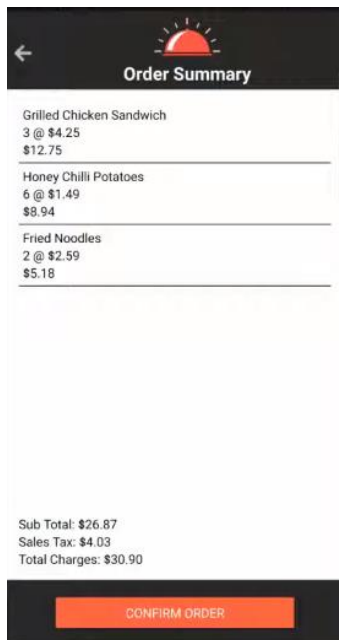 Order Summary
Grilled Chicken Sandwich
3 @ $4.25
$12.75
Honey Chilli Potatoes
6 @ $1.49
$8.94
Fried Noodles
2 @ $2.59
$5.18
Sub Total: $26.87
Sales Tax: $4.03
Total Charges: $30.90
CONFIRM ORDER